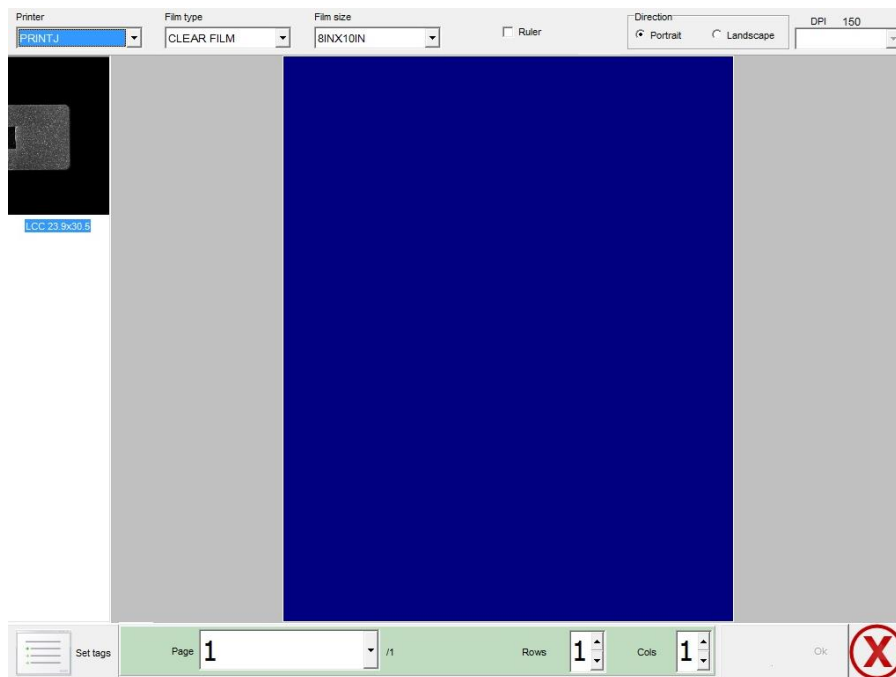 Printer
PRINTJ
Film type
CLEAR FILM
Film size
8INX10IN
Ruler
Direction
Portrait
Landscape
DPI 150
LCC 23.9x30.5
Set tags
Page 1 /1
Rows 1
Cols 1
Ok
X